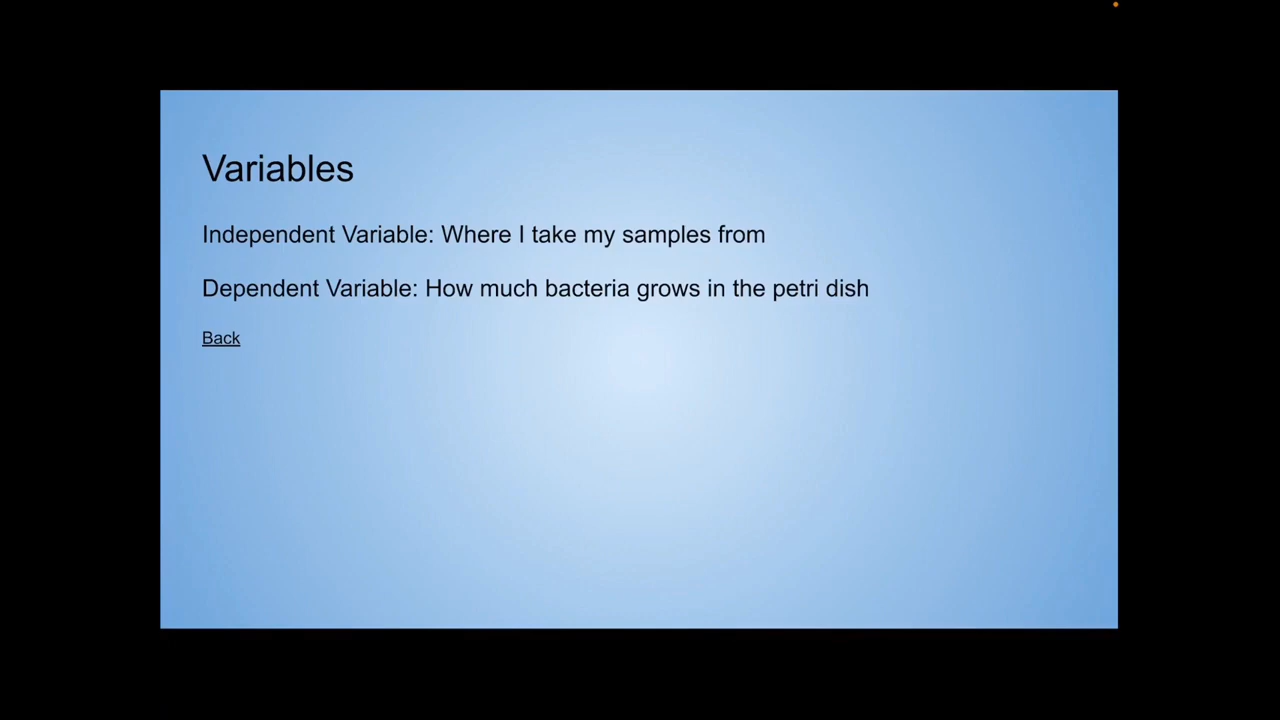 Variables
Independent Variable: Where I take my samples from
Dependent Variable: How much bacteria grows in the petri dish
Back